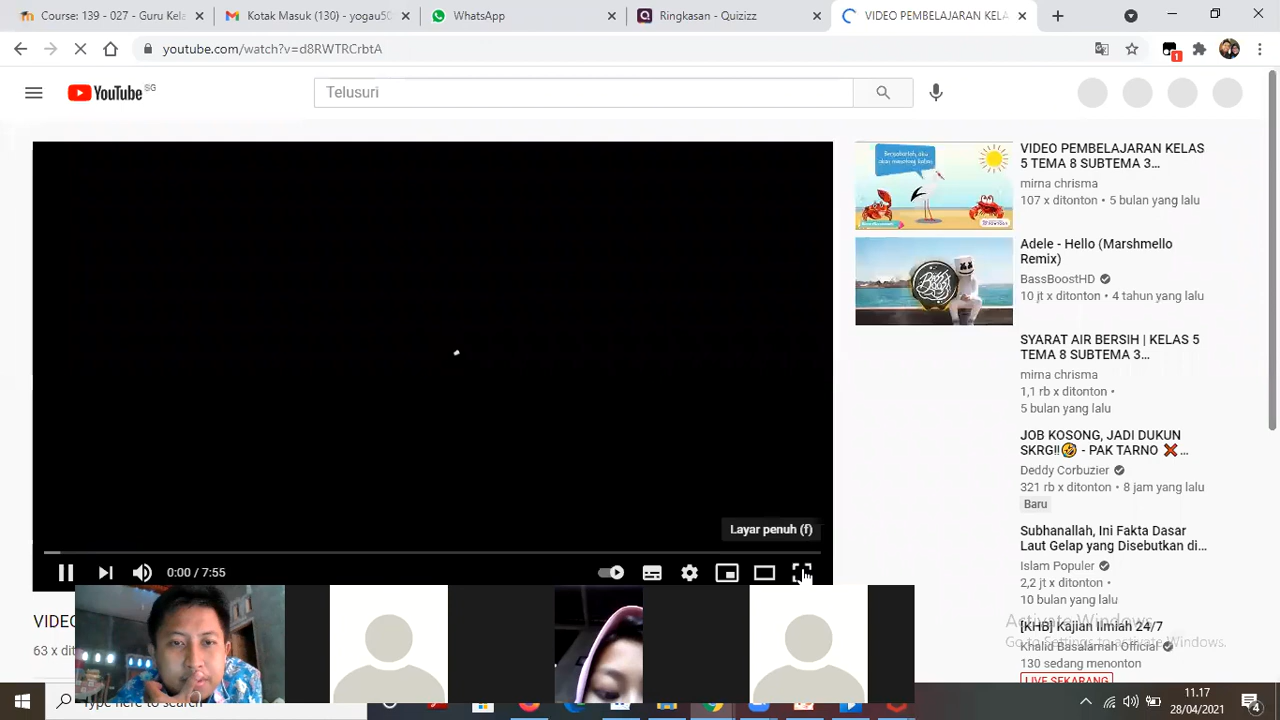 Course: 139 - 027 - Guru Kela
Kotak Masuk (130) - yogau50
WhatsApp
Ringkasan - Quizizz
VIDEO PEMBELAJARAN KELA
youtube.com/watch?v=d8RWTRCrbtA
1
YouTube SG
Telusuri
Layar penuh (f)
0:00 / 7:55
VIDEO
63 x dit
VIDEO PEMBELAJARAN KELAS
5 TEMA 8 SUBTEMA 3...
mirna chrisma
107 x ditonton • 5 bulan yang lalu
Adele - Hello (Marshmello
Remix)
BassBoostHD
10 jt x ditonton • 4 tahun yang lalu
SYARAT AIR BERSIH | KELAS 5
TEMA 8 SUBTEMA 3...
mirna chrisma
1,1 rb x ditonton •
5 bulan yang lalu
JOB KOSONG, JADI DUKUN
SKRG!!🤣 - PAK TARNO ❌...
Deddy Corbuzier
321 rb x ditonton • 8 jam yang lalu
Baru
Subhanallah, Ini Fakta Dasar
Laut Gelap yang Disebutkan di...
Islam Populer
2,2 jt x ditonton •
10 bulan yang lalu
[KHB] Kajian Ilmiah 24/7
Khalid Basalamah Official
130 sedang menonton
LIVE SEKARANG
Activate Windows
Go to Settings to activate Windows.
Type here to search
11.17
28/04/2021
4